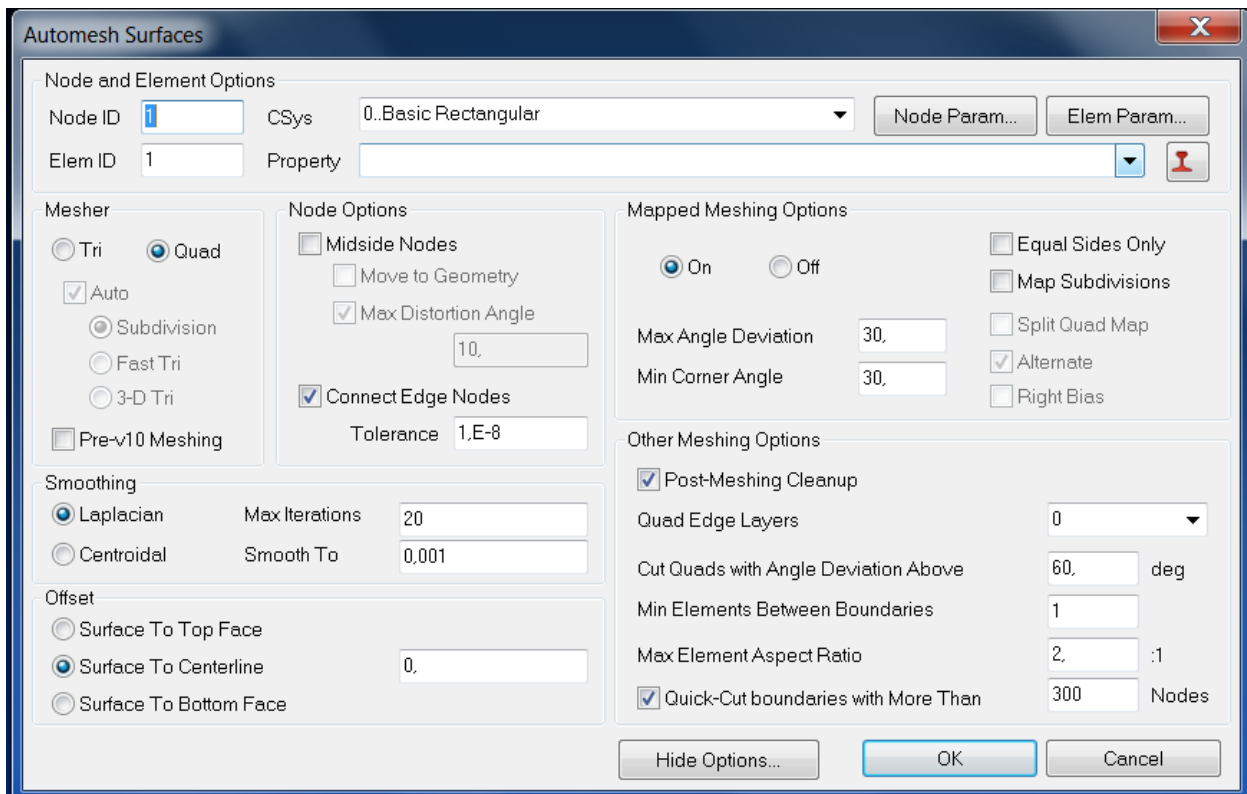 Automesh Surfaces
Node and Element Options
Node ID 1 CSys 0..Basic Rectangular Node Param... Elem Param...
Elem ID 1 Property
Mesher
Tri Quad
Auto
Subdivision
Fast Tri
3-D Tri
Pre-v10 Meshing
Node Options
Midside Nodes
Move to Geometry
Max Distortion Angle
10,
Connect Edge Nodes
Tolerance 1,E-8
Mapped Meshing Options
On Off
Equal Sides Only
Map Subdivisions
Max Angle Deviation 30,
Split Quad Map
Min Corner Angle 30,
Alternate
Right Bias
Smoothing
Laplacian Max Iterations 20
Centroidal Smooth To 0,001
Offset
Surface To Top Face
Surface To Centerline 0,
Surface To Bottom Face
Other Meshing Options
Post-Meshing Cleanup
Quad Edge Layers 0
Cut Quads with Angle Deviation Above 60, deg
Min Elements Between Boundaries 1
Max Element Aspect Ratio 2, :1
Quick-Cut boundaries with More Than 300 Nodes
Hide Options... OK Cancel